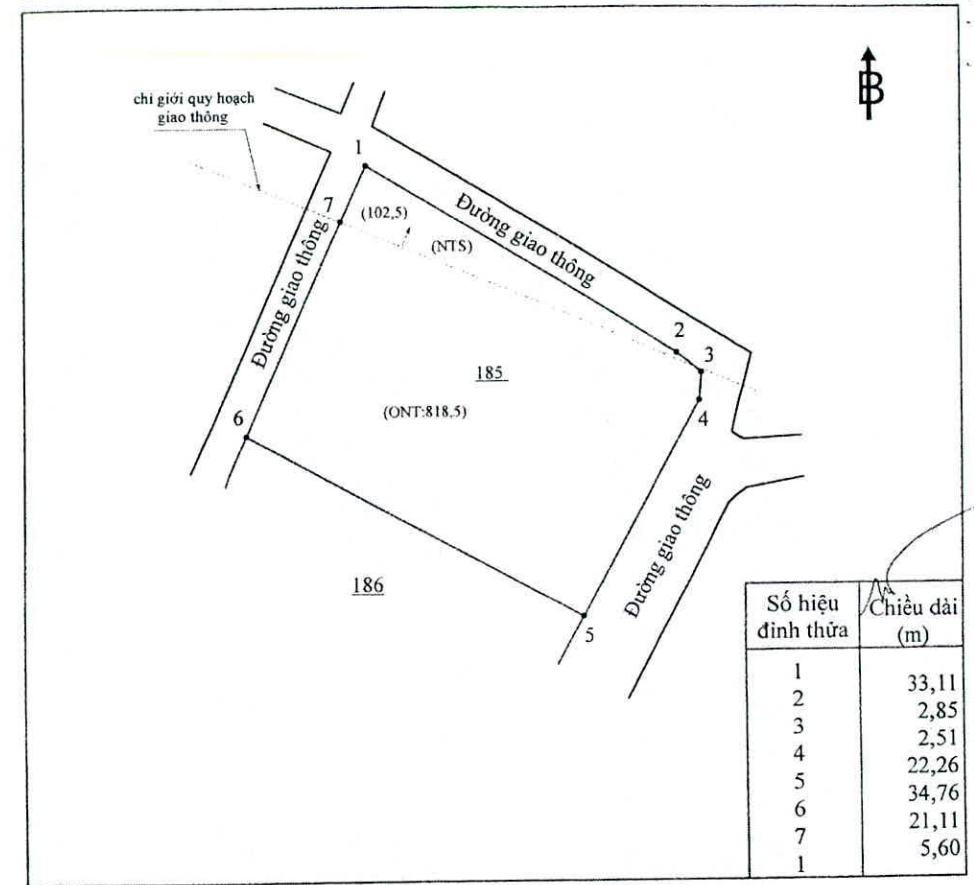 B
chỉ giới quy hoạch
giao thông
1
7
(102,5)
(NTS)
Đường giao thông
Đường giao thông
2
3
4
185
(ONT:818,5)
6
Đường giao thông
186
5
Số hiệu
đỉnh thửa
Chiều dài
(m)
1
33,11
2
2,85
3
2,51
4
22,26
5
34,76
6
21,11
7
5,60
1